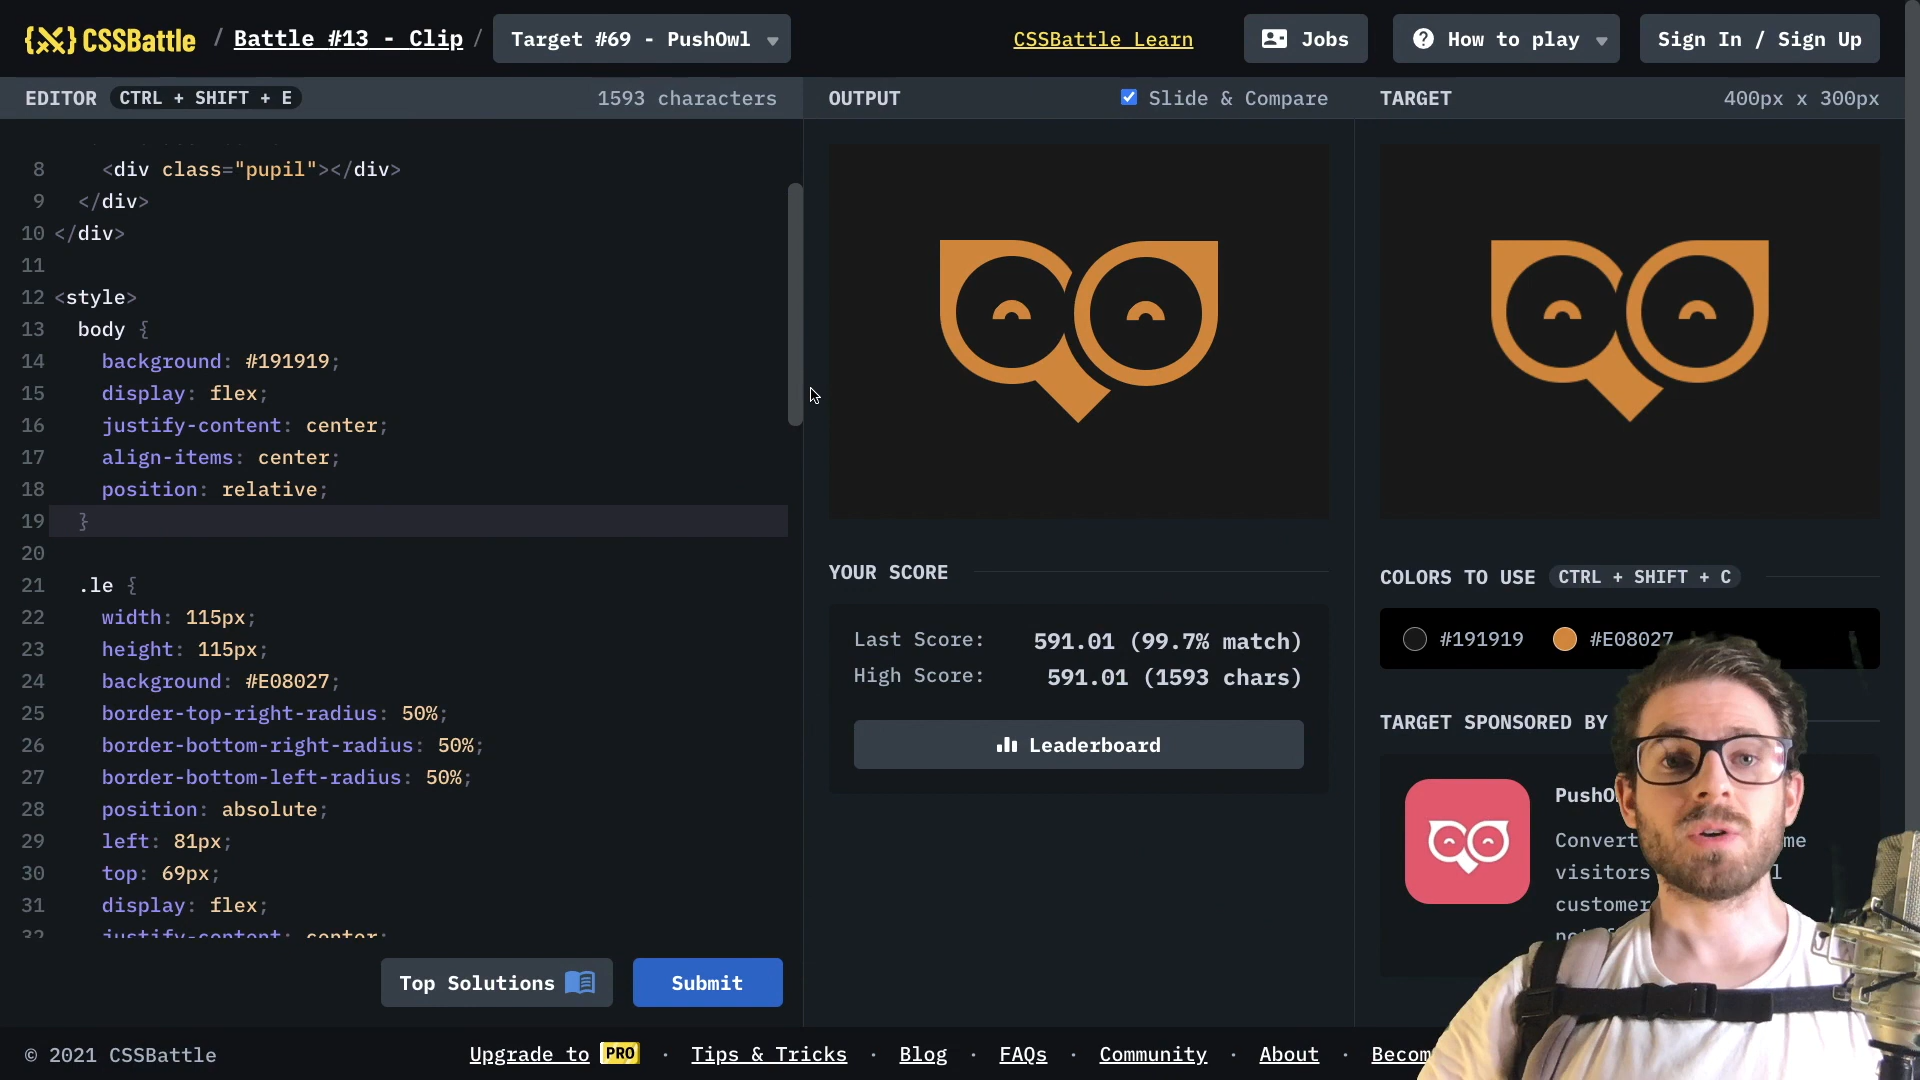 CSSBattle / Battle #13 - Clip / Target #69 - PushOwl
CSSBattle Learn
Jobs
How to play
Sign In / Sign Up
EDITOR CTRL + SHIFT + E 1593 characters
OUTPUT Slide & Compare
TARGET 400px x 300px
8 <div class="pupil"></div>
9 </div>
10 </div>
11
12 <style>
13 body {
14 background: #191919;
15 display: flex;
16 justify-content: center;
17 align-items: center;
18 position: relative;
19 }
20
21 .le {
22 width: 115px;
23 height: 115px;
24 background: #E08027;
25 border-top-right-radius: 50%;
26 border-bottom-right-radius: 50%;
27 border-bottom-left-radius: 50%;
28 position: absolute;
29 left: 81px;
30 top: 69px;
31 display: flex;
32 justify-content: center;
Top Solutions
Submit
YOUR SCORE
Last Score: 591.01 (99.7% match)
High Score: 591.01 (1593 chars)
Leaderboard
COLORS TO USE CTRL + SHIFT + C
#191919 #E08027
TARGET SPONSORED BY
Convert
me
visitors
customer
© 2021 CSSBattle
Upgrade to PRO · Tips & Tricks · Blog · FAQs · Community · About ·